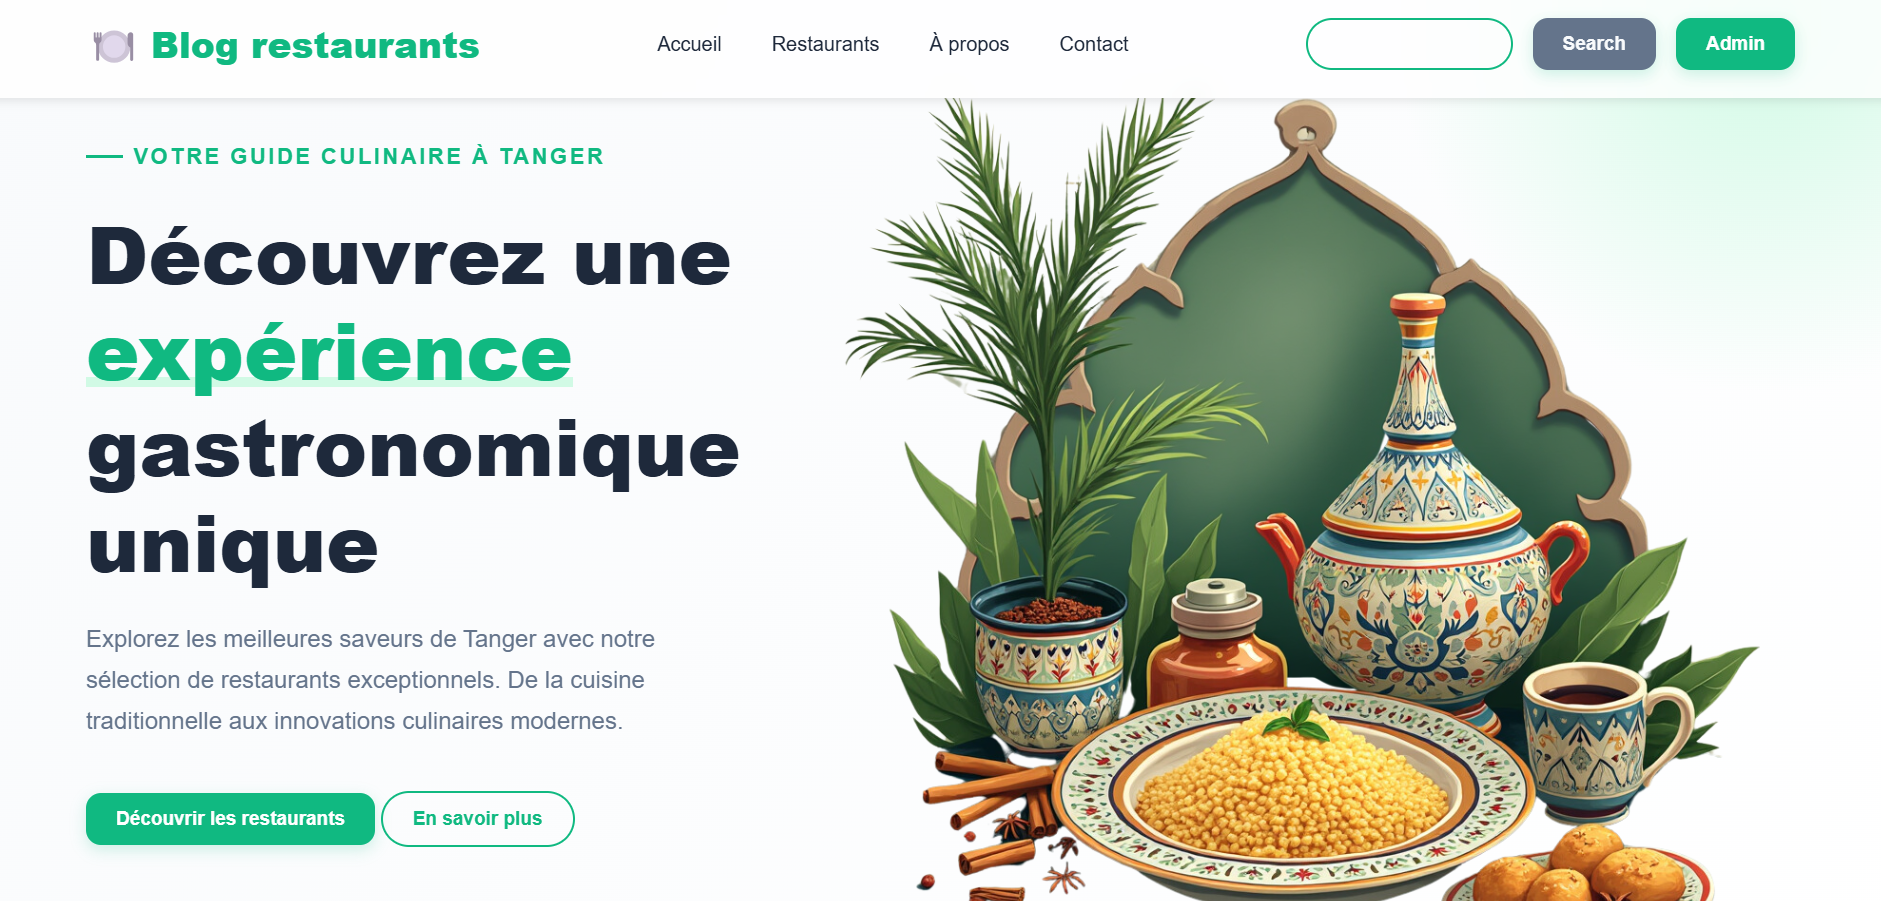 Blog restaurants
Accueil
Restaurants
À propos
Contact
Search
Admin
VOTRE GUIDE CULINAIRE À TANGER
Découvrez une
expérience
gastronomique
unique
Explorez les meilleures saveurs de Tanger avec notre
sélection de restaurants exceptionnels. De la cuisine
traditionnelle aux innovations culinaires modernes.
Découvrir les restaurants
En savoir plus